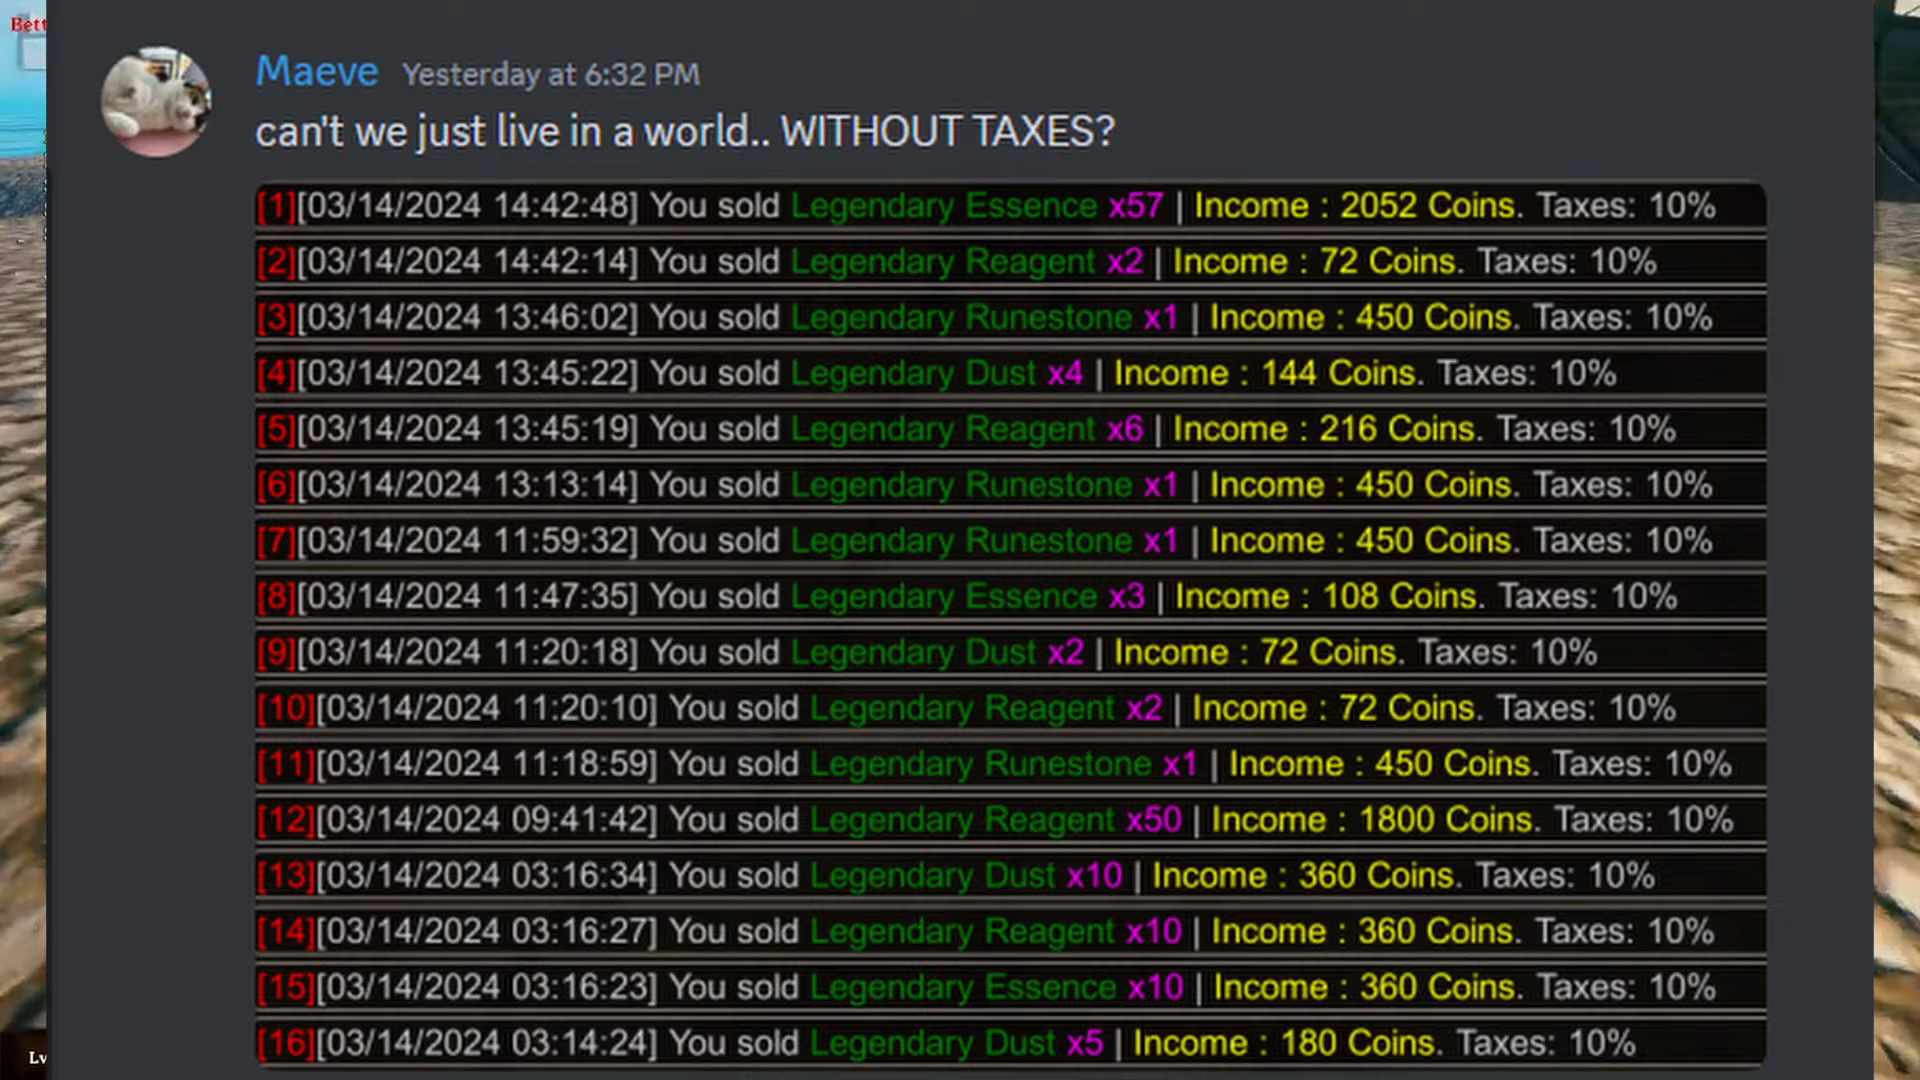 Bett
Maeve Yesterday at 6:32 PM
can't we just live in a world.. WITHOUT TAXES?
[1][03/14/2024 14:42:48] You sold Legendary Essence x57 | Income : 2052 Coins. Taxes: 10%
[2][03/14/2024 14:42:14] You sold Legendary Reagent x2 | Income : 72 Coins. Taxes: 10%
[3][03/14/2024 13:46:02] You sold Legendary Runestone x1 | Income : 450 Coins. Taxes: 10%
[4][03/14/2024 13:45:22] You sold Legendary Dust x4 | Income : 144 Coins. Taxes: 10%
[5][03/14/2024 13:45:19] You sold Legendary Reagent x6 | Income : 216 Coins. Taxes: 10%
[6][03/14/2024 13:13:14] You sold Legendary Runestone x1 | Income : 450 Coins. Taxes: 10%
[7][03/14/2024 11:59:32] You sold Legendary Runestone x1 | Income : 450 Coins. Taxes: 10%
[8][03/14/2024 11:47:35] You sold Legendary Essence x3 | Income : 108 Coins. Taxes: 10%
[9][03/14/2024 11:20:18] You sold Legendary Dust x2 | Income : 72 Coins. Taxes: 10%
[10][03/14/2024 11:20:10] You sold Legendary Reagent x2 | Income : 72 Coins. Taxes: 10%
[11][03/14/2024 11:18:59] You sold Legendary Runestone x1 | Income : 450 Coins. Taxes: 10%
[12][03/14/2024 09:41:42] You sold Legendary Reagent x50 | Income : 1800 Coins. Taxes: 10%
[13][03/14/2024 03:16:34] You sold Legendary Dust x10 | Income : 360 Coins. Taxes: 10%
[14][03/14/2024 03:16:27] You sold Legendary Reagent x10 | Income : 360 Coins. Taxes: 10%
[15][03/14/2024 03:16:23] You sold Legendary Essence x10 | Income : 360 Coins. Taxes: 10%
[16][03/14/2024 03:14:24] You sold Legendary Dust x5 | Income : 180 Coins. Taxes: 10%
Lv